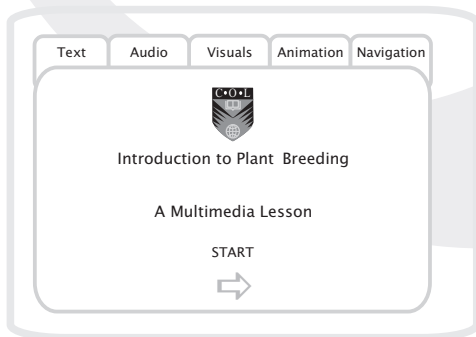 Text Audio Visuals Animation Navigation
C•O•L
Introduction to Plant Breeding
A Multimedia Lesson
START